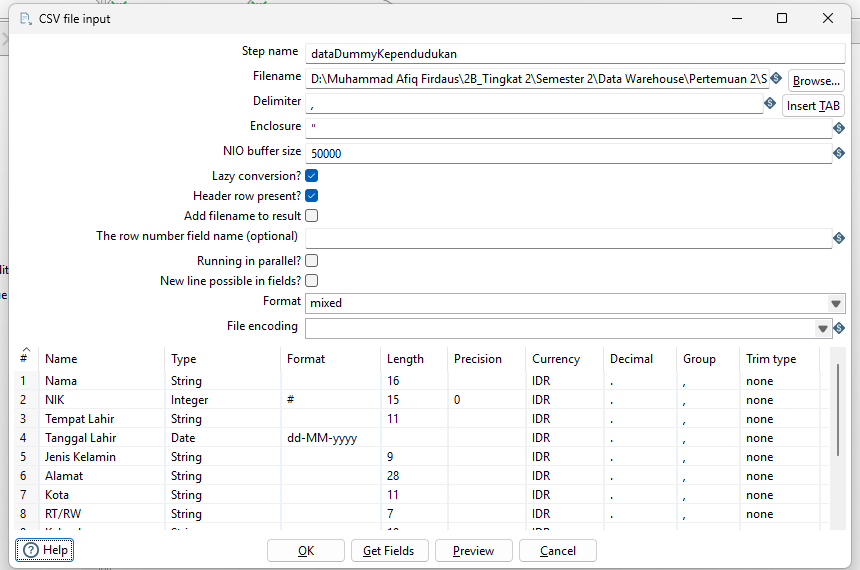 CSV file input
Step name dataDummyKependudukan
Filename D:\Muhammad Afiq Firdaus\2B_Tingkat 2\Semester 2\Data Warehouse\Pertemuan 2\S Browse...
Delimiter , Insert TAB
Enclosure "
NIO buffer size 50000
Lazy conversion?
Header row present?
Add filename to result
The row number field name (optional)
Running in parallel?
New line possible in fields?
Format mixed
File encoding
# Name Type Format Length Precision Currency Decimal Group Trim type
1 Nama String 16 IDR . , none
2 NIK Integer # 15 0 IDR . , none
3 Tempat Lahir String 11 IDR . , none
4 Tanggal Lahir Date dd-MM-yyyy IDR . , none
5 Jenis Kelamin String 9 IDR . , none
6 Alamat String 28 IDR . , none
7 Kota String 11 IDR . , none
8 RT/RW String 7 IDR . , none
Help OK Get Fields Preview Cancel